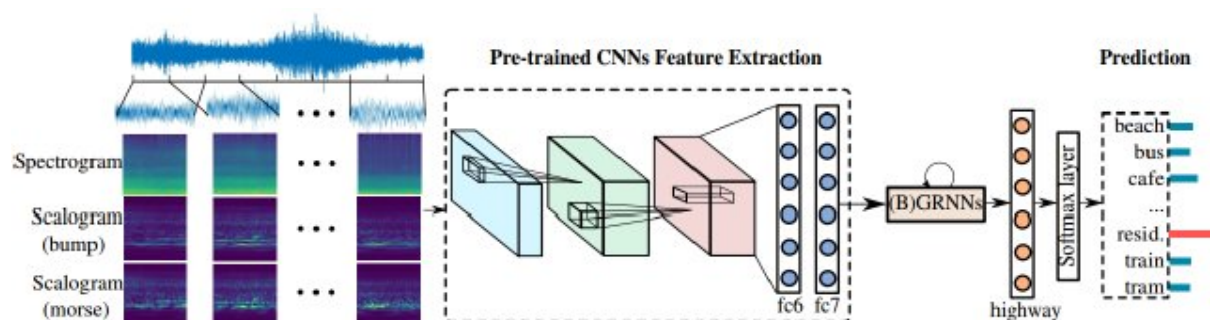 Pre-trained CNNs Feature Extraction
Prediction
Spectrogram
Scalogram
(bump)
Scalogram
(morse)
fc6
fc7
(B)GRNNs
highway
Softmax layer
beach
bus
cafe
...
resid.
train
tram